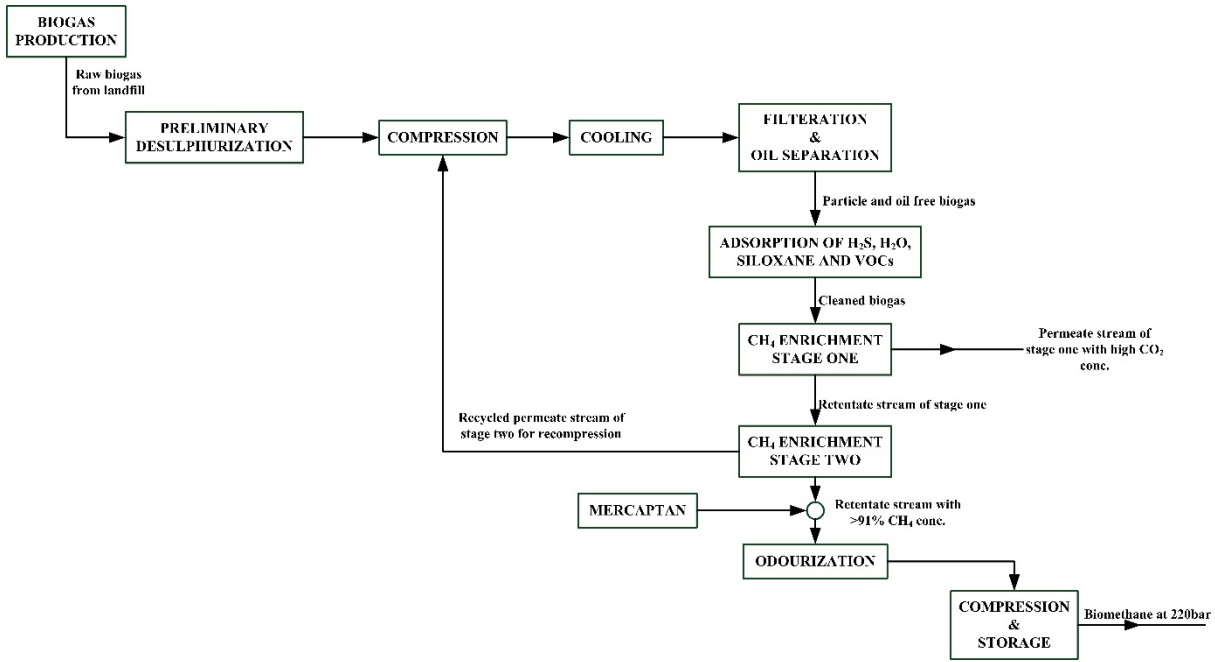 BIOGAS
PRODUCTION
Raw biogas
from landfill
PRELIMINARY
DESULPHURIZATION
COMPRESSION
COOLING
FILTERATION
&
OIL SEPARATION
Particle and oil free biogas
ADSORPTION OF H₂S, H₂O,
SILOXANE AND VOCs
Cleaned biogas
CH₄ ENRICHMENT
STAGE ONE
Permeate stream of
stage one with high CO₂
conc.
Retentate stream of stage one
Recycled permeate stream of
stage two for recompression
CH₄ ENRICHMENT
STAGE TWO
MERCAPTAN
Retentate stream with
>91% CH₄ conc.
ODOURIZATION
COMPRESSION
&
STORAGE
Biomethane at 220bar